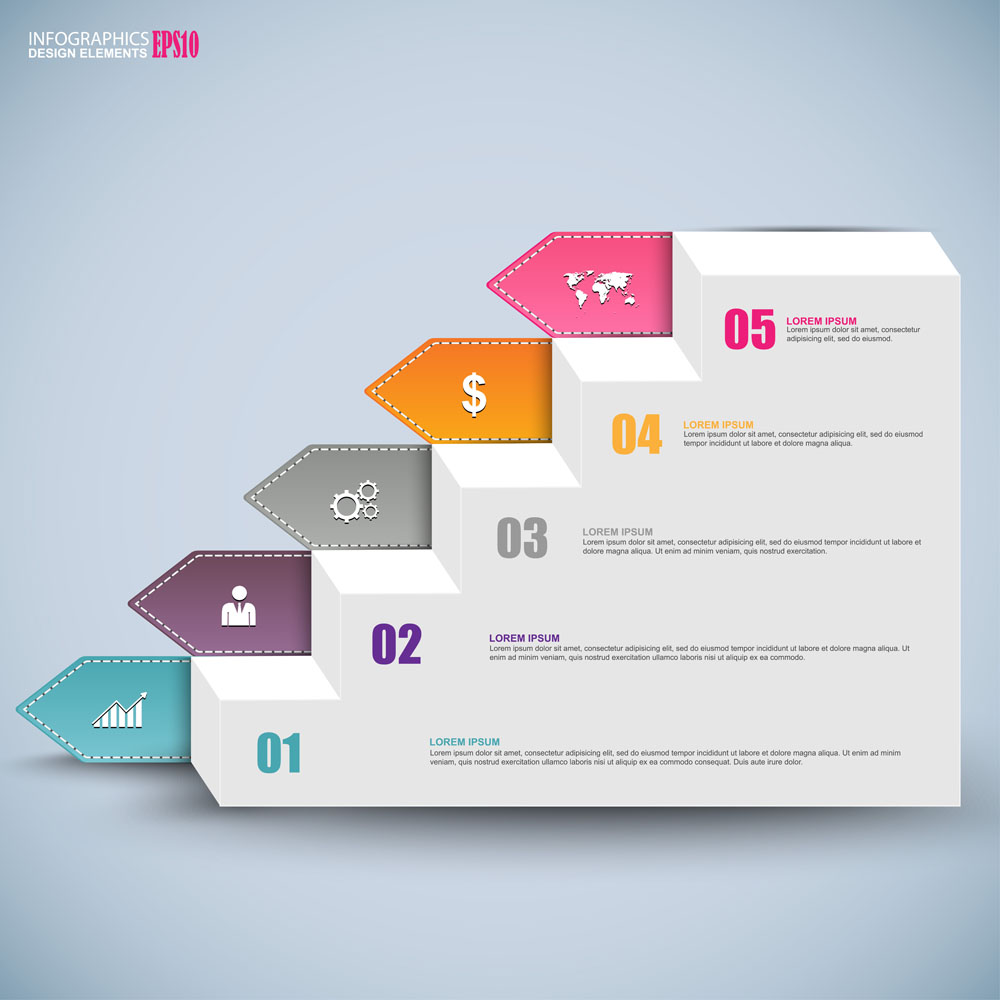 INFOGRAPHICS EPS10
DESIGN ELEMENTS
05
LOREM IPSUM
Lorem ipsum dolor sit amet, consectetur
adipisicing elit, sed do eiusmod.
04
LOREM IPSUM
Lorem ipsum dolor sit amet, consectetur adipisicing elit, sed do eiusmod
tempor incididunt ut labore et dolore magna aliqua.
03
LOREM IPSUM
Lorem ipsum dolor sit amet, consectetur adipisicing elit, sed do eiusmod tempor incididunt ut labore et
dolore magna aliqua. Ut enim ad minim veniam, quis nostrud exercitation.
02
LOREM IPSUM
Lorem ipsum dolor sit amet, consectetur adipisicing elit, sed do eiusmod tempor incididunt ut labore et dolore magna aliqua. Ut
enim ad minim veniam, quis nostrud exercitation ullamco laboris nisi ut aliquip ex ea commodo consequat.
01
LOREM IPSUM
Lorem ipsum dolor sit amet, consectetur adipisicing elit, sed do eiusmod tempor incididunt ut labore et dolore magna aliqua. Ut enim ad minim
veniam, quis nostrud exercitation ullamco laboris nisi ut aliquip ex ea commodo consequat. Duis aute irure dolor.